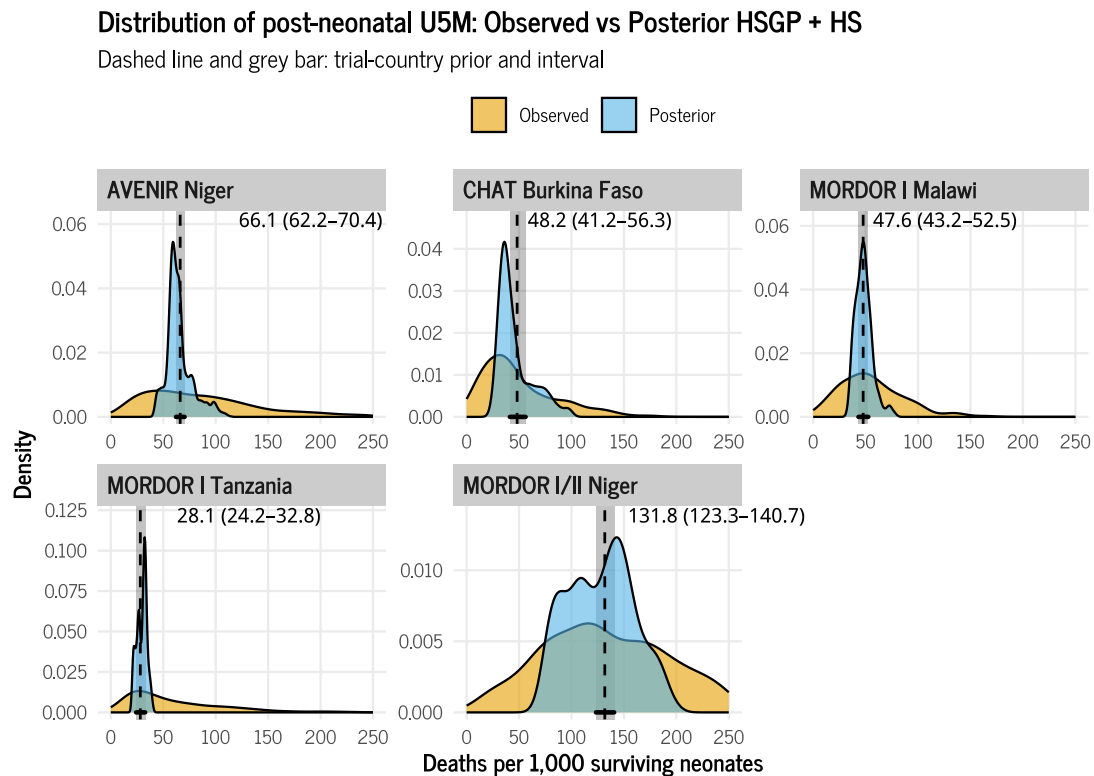 Distribution of post-neonatal U5M: Observed vs Posterior HSGP + HS
Dashed line and grey bar: trial-country prior and interval
Observed Posterior
AVENIR Niger
66.1 (62.2–70.4)
0.06
0.04
0.02
0.00
0 50 100 150 200 250
CHAT Burkina Faso
48.2 (41.2–56.3)
0.04
0.03
0.02
0.01
0.00
0 50 100 150 200 250
MORDOR I Malawi
47.6 (43.2–52.5)
0.06
0.04
0.02
0.00
0 50 100 150 200 250
Density
MORDOR I Tanzania
28.1 (24.2–32.8)
0.125
0.100
0.075
0.050
0.025
0.000
0 50 100 150 200 250
MORDOR I/II Niger
131.8 (123.3–140.7)
0.010
0.005
0.000
0 50 100 150 200 250
Deaths per 1,000 surviving neonates